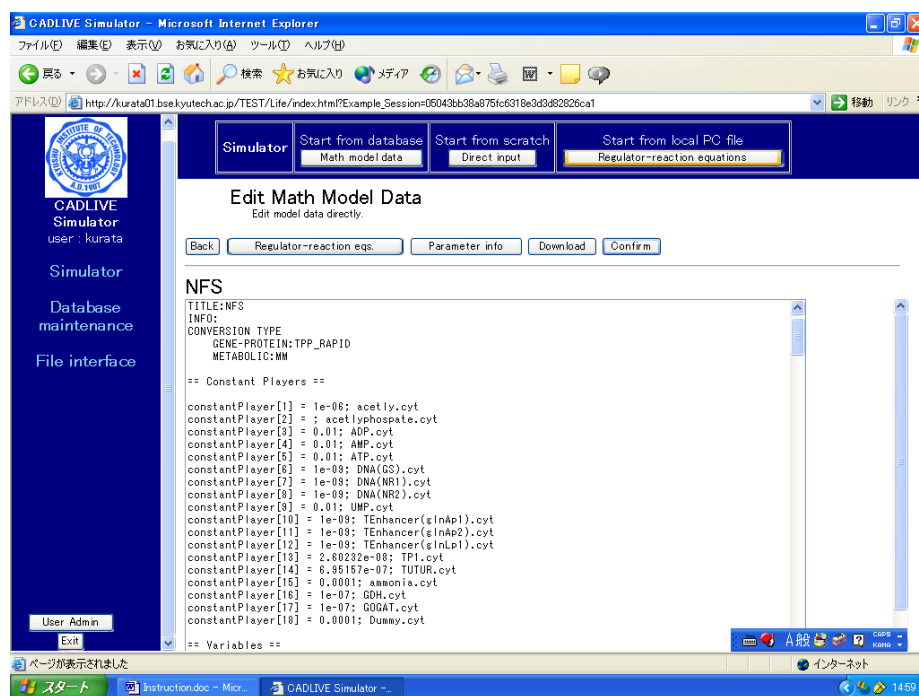 CADLIVE Simulator - Microsoft Internet Explorer
ファイル(F) 編集(E) 表示(V) お気に入り(A) ツール(T) ヘルプ(H)
戻る 検索 お気に入り メディア
アドレス(D) http://kurata01.bse.kyutech.ac.jp/TEST/Life/index.html?Example_Session=05043bb38a875fc6318e3d3d82826ca1 移動 リンク
A.D.1907
CADLIVE
Simulator
user : kurata
Simulator
Database
maintenance
File interface
User Admin
Exit
Simulator
Start from database
Math model data
Start from scratch
Direct input
Start from local PC file
Regulator-reaction equations
Edit Math Model Data
Edit model data directly.
Back Regulator-reaction eqs. Parameter info Download Confirm
NFS
TITLE:NFS
INFO:
CONVERSION TYPE
GENE-PROTEIN:TPP_RAPID
METABOLIC:MM
== Constant Players ==
constantPlayer[1] = 1e-06; acetly.cyt
constantPlayer[2] = ; acetlyphospate.cyt
constantPlayer[3] = 0.01; ADP.cyt
constantPlayer[4] = 0.01; AMP.cyt
constantPlayer[5] = 0.01; ATP.cyt
constantPlayer[6] = 1e-09; DNA(GS).cyt
constantPlayer[7] = 1e-09; DNA(NR1).cyt
constantPlayer[8] = 1e-09; DNA(NR2).cyt
constantPlayer[9] = 0.01; UMP.cyt
constantPlayer[10] = 1e-09; TEnhancer(glnAp1).cyt
constantPlayer[11] = 1e-09; TEnhancer(glnAp2).cyt
constantPlayer[12] = 1e-09; TEnhancer(glnLp1).cyt
constantPlayer[13] = 2.60232e-08; TP1.cyt
constantPlayer[14] = 6.95157e-07; TUTUR.cyt
constantPlayer[15] = 0.0001; ammonia.cyt
constantPlayer[16] = 1e-07; GDH.cyt
constantPlayer[17] = 1e-07; GOGAT.cyt
constantPlayer[18] = 0.0001; Dummy.cyt
== Variables ==
A般 CAPS
KANA
ページが表示されました インターネット
スタート Instruction.doc - Micr... CADLIVE Simulator -... 14:59